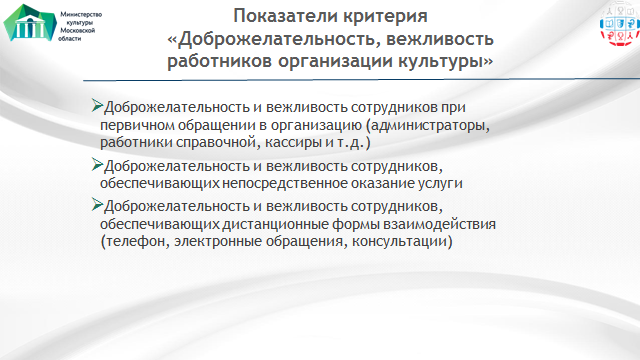 Министерство
культуры
Московской
области
Показатели критерия
«Доброжелательность, вежливость
работников организации культуры»
Доброжелательность и вежливость сотрудников при
первичном обращении в организацию (администраторы,
работники справочной, кассиры и т.д.)
Доброжелательность и вежливость сотрудников,
обеспечивающих непосредственное оказание услуги
Доброжелательность и вежливость сотрудников,
обеспечивающих дистанционные формы взаимодействия
(телефон, электронные обращения, консультации)